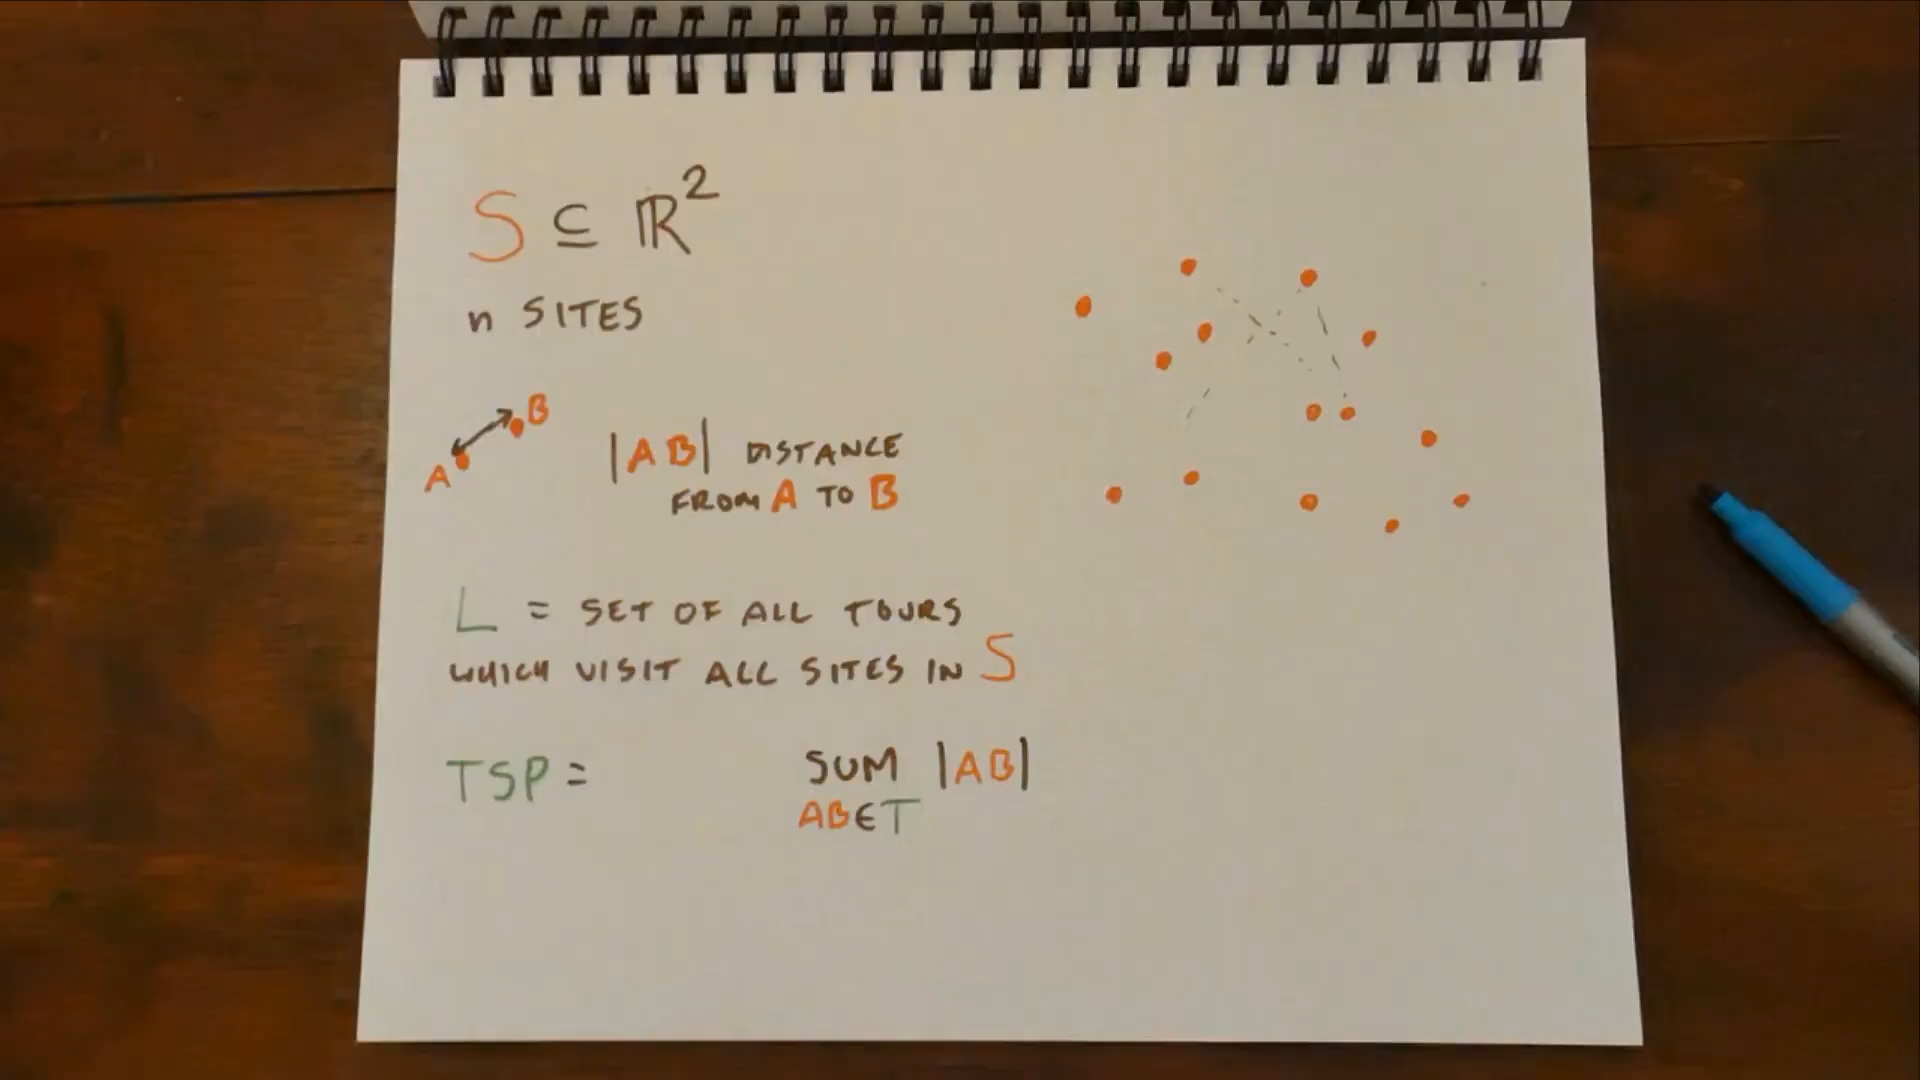 S ⊆ ℝ²
n SITES
A B
|AB| DISTANCE
FROM A TO B
L = SET OF ALL TOURS
WHICH VISIT ALL SITES IN S
TSP = SUM |AB|
AB∈T